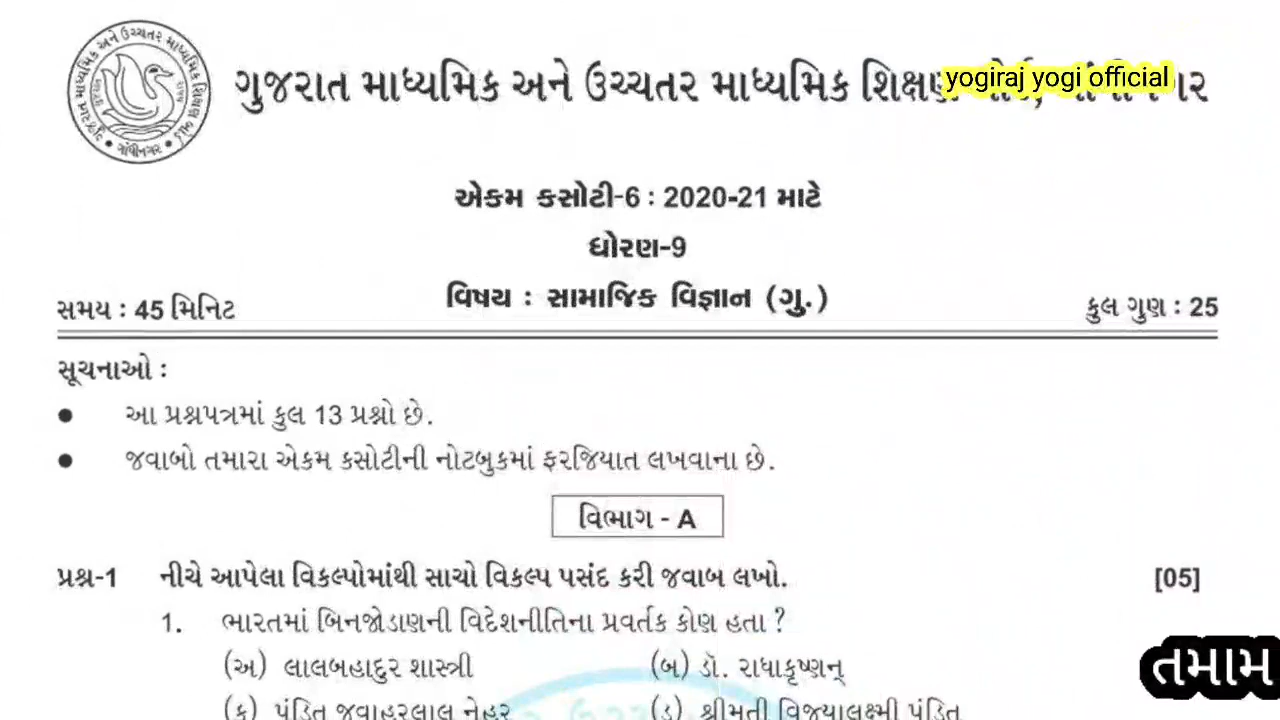 ગુજરાત માધ્યમિક અને ઉચ્ચતર માધ્યમિક શિક્ષણ
yogiraj yogi official
એકમ કસોટી-6 : 2020-21 માટે
ધોરણ-9
વિષય : સામાજિક વિજ્ઞાન (ગુ.)
સમય : 45 મિનિટ
કુલ ગુણ : 25
સૂચનાઓ :
● આ પ્રશ્નપત્રમાં કુલ 13 પ્રશ્નો છે.
● જવાબો તમારા એકમ કસોટીની નોટબુકમાં ફરજિયાત લખવાના છે.
વિભાગ - A
પ્રશ્ન-1 નીચે આપેલા વિકલ્પોમાંથી સાચો વિકલ્પ પસંદ કરી જવાબ લખો. [05]
1. ભારતમાં બિનજોડાણની વિદેશનીતિના પ્રવર્તક કોણ હતા ?
(અ) લાલબહાદુર શાસ્ત્રી (બ) ડૉ. રાધાકૃષ્ણન્
તમામ
(ક) પંડિત જવાહરલાલ નેહરુ (ડ) શ્રીમતી વિજયાલક્ષ્મી પંડિત